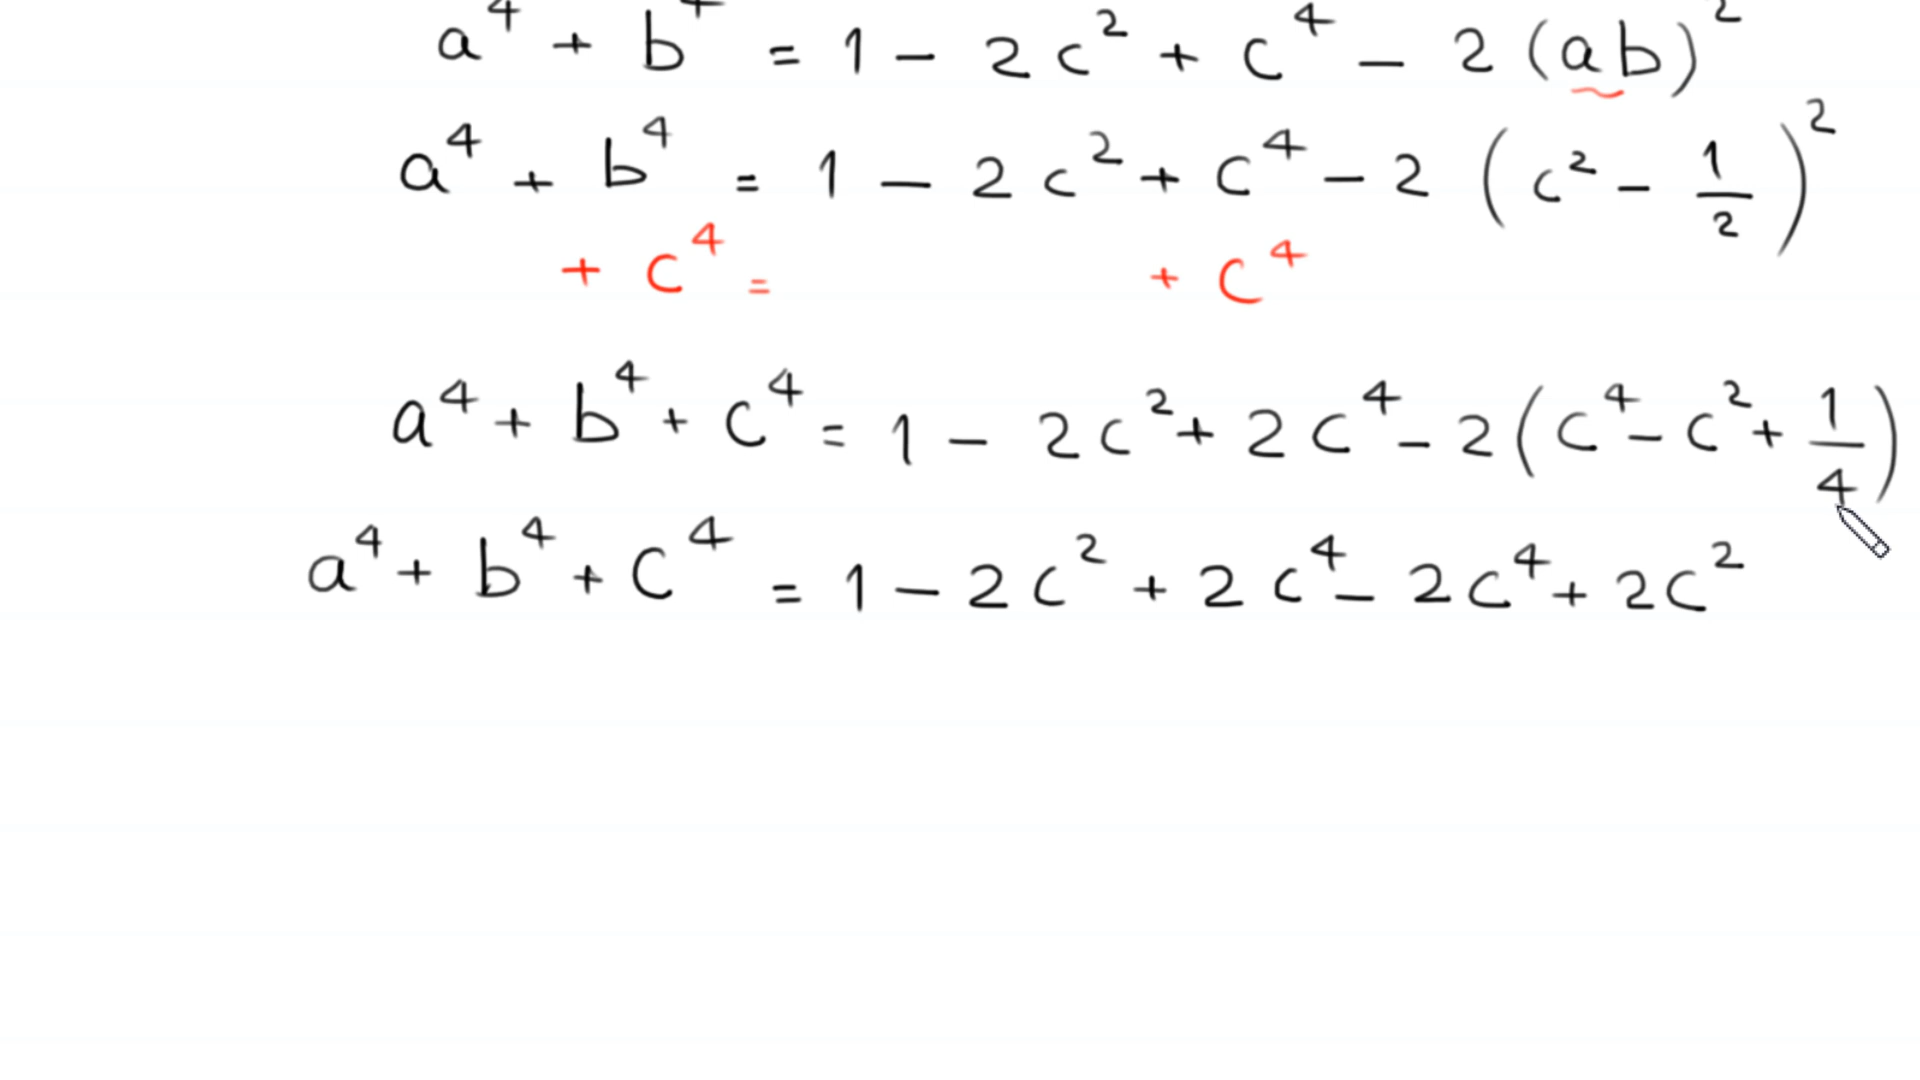 a⁴ + b⁴ = 1 − 2c² + c⁴ − 2(ab)²
a⁴ + b⁴ = 1 − 2c² + c⁴ − 2(c² − 1/2)²
+ c⁴ = + c⁴
a⁴ + b⁴ + c⁴ = 1 − 2c² + 2c⁴ − 2(c⁴ − c² + 1/4)
a⁴ + b⁴ + c⁴ = 1 − 2c² + 2c⁴ − 2c⁴ + 2c²